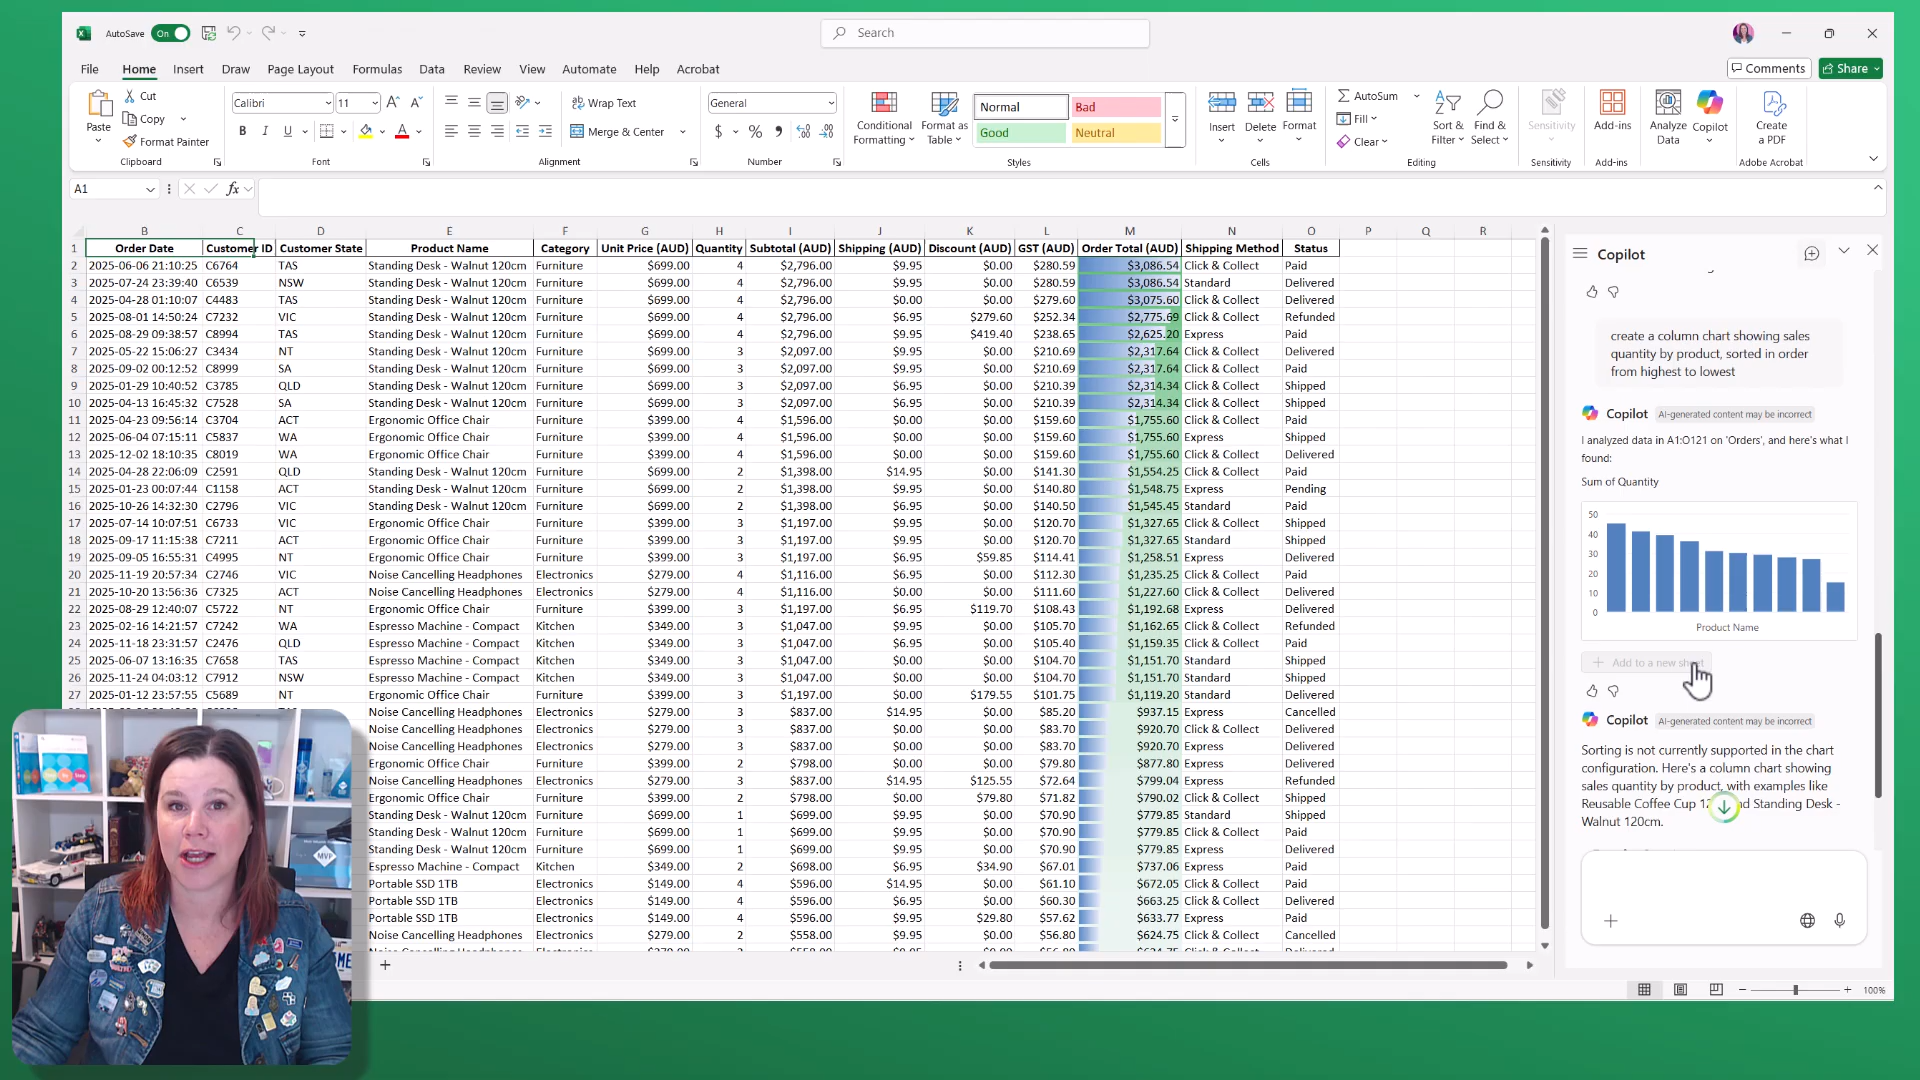 AutoSave On Search
File Home Insert Draw Page Layout Formulas Data Review View Automate Help Acrobat Comments Share
Paste Cut Copy Format Painter Clipboard
Calibri 11 Font
Wrap Text Merge & Center Alignment
General Number
Conditional Formatting Format as Table Normal Bad Good Neutral Styles
Insert Delete Format Cells
AutoSum Fill Clear Sort & Filter Find & Select Editing
Sensitivity Sensitivity Add-ins Add-ins Analyze Data Copilot Create a PDF Adobe Acrobat
A1 fx
B C D E F G H I J K L M N O P Q R
1 Order Date Customer ID Customer State Product Name Category Unit Price (AUD) Quantity Subtotal (AUD) Shipping (AUD) Discount (AUD) GST (AUD) Order Total (AUD) Shipping Method Status
2 2025-06-06 21:10:25 C6764 TAS Standing Desk - Walnut 120cm Furniture $699.00 4 $2,796.00 $9.95 $0.00 $280.59 $3,086.54 Click & Collect Paid
3 2025-07-24 23:39:40 C6539 NSW Standing Desk - Walnut 120cm Furniture $699.00 4 $2,796.00 $9.95 $0.00 $280.59 $3,086.54 Standard Delivered
4 2025-04-28 01:10:07 C4483 TAS Standing Desk - Walnut 120cm Furniture $699.00 4 $2,796.00 $0.00 $0.00 $279.60 $3,075.60 Click & Collect Delivered
5 2025-08-01 14:50:24 C7232 VIC Standing Desk - Walnut 120cm Furniture $699.00 4 $2,796.00 $6.95 $279.60 $252.34 $2,775.69 Click & Collect Refunded
6 2025-08-29 09:38:57 C8994 TAS Standing Desk - Walnut 120cm Furniture $699.00 4 $2,796.00 $9.95 $419.40 $238.65 $2,625.20 Express Paid
7 2025-05-22 15:06:27 C3434 NT Standing Desk - Walnut 120cm Furniture $699.00 3 $2,097.00 $9.95 $0.00 $210.69 $2,317.64 Click & Collect Delivered
8 2025-09-02 00:12:52 C8999 SA Standing Desk - Walnut 120cm Furniture $699.00 3 $2,097.00 $9.95 $0.00 $210.69 $2,317.64 Click & Collect Paid
9 2025-01-29 10:40:52 C3785 QLD Standing Desk - Walnut 120cm Furniture $699.00 3 $2,097.00 $6.95 $0.00 $210.39 $2,314.34 Click & Collect Shipped
10 2025-04-13 16:45:32 C7528 SA Standing Desk - Walnut 120cm Furniture $699.00 3 $2,097.00 $6.95 $0.00 $210.39 $2,314.34 Click & Collect Shipped
11 2025-04-23 09:56:14 C3704 ACT Ergonomic Office Chair Furniture $399.00 4 $1,596.00 $0.00 $0.00 $159.60 $1,755.60 Click & Collect Paid
12 2025-06-04 07:15:11 C5837 WA Ergonomic Office Chair Furniture $399.00 4 $1,596.00 $0.00 $0.00 $159.60 $1,755.60 Express Shipped
13 2025-12-02 18:10:35 C8019 WA Ergonomic Office Chair Furniture $399.00 4 $1,596.00 $0.00 $0.00 $159.60 $1,755.60 Click & Collect Delivered
14 2025-04-28 22:06:09 C2591 QLD Standing Desk - Walnut 120cm Furniture $699.00 2 $1,398.00 $14.95 $0.00 $141.30 $1,554.25 Click & Collect Paid
15 2025-01-23 00:07:44 C1158 ACT Standing Desk - Walnut 120cm Furniture $699.00 2 $1,398.00 $9.95 $0.00 $140.80 $1,548.75 Express Pending
16 2025-10-26 14:32:30 C2796 VIC Standing Desk - Walnut 120cm Furniture $699.00 2 $1,398.00 $6.95 $0.00 $140.50 $1,545.45 Standard Paid
17 2025-07-14 10:07:51 C6733 VIC Ergonomic Office Chair Furniture $399.00 3 $1,197.00 $9.95 $0.00 $120.70 $1,327.65 Click & Collect Shipped
18 2025-09-17 11:15:38 C7211 ACT Ergonomic Office Chair Furniture $399.00 3 $1,197.00 $9.95 $0.00 $120.70 $1,327.65 Standard Shipped
19 2025-09-05 16:55:31 C4995 NT Ergonomic Office Chair Furniture $399.00 3 $1,197.00 $6.95 $59.85 $114.41 $1,258.51 Express Delivered
20 2025-11-19 20:57:34 C2746 VIC Noise Cancelling Headphones Electronics $279.00 4 $1,116.00 $6.95 $0.00 $112.30 $1,235.25 Click & Collect Paid
21 2025-10-20 13:56:36 C7325 ACT Noise Cancelling Headphones Electronics $279.00 4 $1,116.00 $0.00 $0.00 $111.60 $1,227.60 Click & Collect Delivered
22 2025-08-29 12:40:07 C5722 NT Ergonomic Office Chair Furniture $399.00 3 $1,197.00 $6.95 $119.70 $108.43 $1,192.68 Express Delivered
23 2025-02-16 14:21:57 C7242 WA Espresso Machine - Compact Kitchen $349.00 3 $1,047.00 $9.95 $0.00 $105.70 $1,162.65 Click & Collect Refunded
24 2025-11-18 23:31:57 C2476 QLD Espresso Machine - Compact Kitchen $349.00 3 $1,047.00 $6.95 $0.00 $105.40 $1,159.35 Click & Collect Paid
25 2025-06-07 13:16:35 C7658 TAS Espresso Machine - Compact Kitchen $349.00 3 $1,047.00 $0.00 $0.00 $104.70 $1,151.70 Standard Shipped
26 2025-11-24 04:03:12 C7912 NSW Espresso Machine - Compact Kitchen $349.00 3 $1,047.00 $0.00 $0.00 $104.70 $1,151.70 Standard Shipped
27 2025-01-12 23:57:55 C5689 NT Ergonomic Office Chair Furniture $399.00 3 $1,197.00 $0.00 $179.55 $101.75 $1,119.20 Standard Delivered
Noise Cancelling Headphones Electronics $279.00 3 $837.00 $14.95 $0.00 $85.20 $937.15 Express Cancelled
Noise Cancelling Headphones Electronics $279.00 3 $837.00 $0.00 $0.00 $83.70 $920.70 Click & Collect Delivered
Noise Cancelling Headphones Electronics $279.00 3 $837.00 $0.00 $0.00 $83.70 $920.70 Express Delivered
Ergonomic Office Chair Furniture $399.00 2 $798.00 $0.00 $0.00 $79.80 $877.80 Express Delivered
Noise Cancelling Headphones Electronics $279.00 3 $837.00 $14.95 $125.55 $72.64 $799.04 Express Refunded
Ergonomic Office Chair Furniture $399.00 2 $798.00 $0.00 $79.80 $71.82 $790.02 Click & Collect Shipped
Standing Desk - Walnut 120cm Furniture $699.00 1 $699.00 $9.95 $0.00 $70.90 $779.85 Standard Shipped
Standing Desk - Walnut 120cm Furniture $699.00 1 $699.00 $9.95 $0.00 $70.90 $779.85 Click & Collect Paid
Standing Desk - Walnut 120cm Furniture $699.00 1 $699.00 $9.95 $0.00 $70.90 $779.85 Express Delivered
Espresso Machine - Compact Kitchen $349.00 2 $698.00 $6.95 $34.90 $67.01 $737.06 Express Paid
Portable SSD 1TB Electronics $149.00 4 $596.00 $14.95 $0.00 $61.10 $672.05 Click & Collect Paid
Portable SSD 1TB Electronics $149.00 4 $596.00 $6.95 $0.00 $60.30 $663.25 Click & Collect Delivered
Portable SSD 1TB Electronics $149.00 4 $596.00 $9.95 $29.80 $57.62 $633.77 Express Paid
Noise Cancelling Headphones Electronics $279.00 2 $558.00 $9.95 $0.00 $56.80 $624.75 Click & Collect Cancelled
Copilot
create a column chart showing sales
quantity by product, sorted in order
from highest to lowest
Copilot AI-generated content may be incorrect
I analyzed data in A1:O121 on 'Orders', and here's what I
found:
Sum of Quantity
50
40
30
20
10
0
Product Name
Add to a new
Copilot AI-generated content may be incorrect
Sorting is not currently supported in the chart
configuration. Here's a column chart showing
sales quantity by product, with examples like
Reusable Coffee Cup Standing Desk -
Walnut 120cm.
100%
MVP